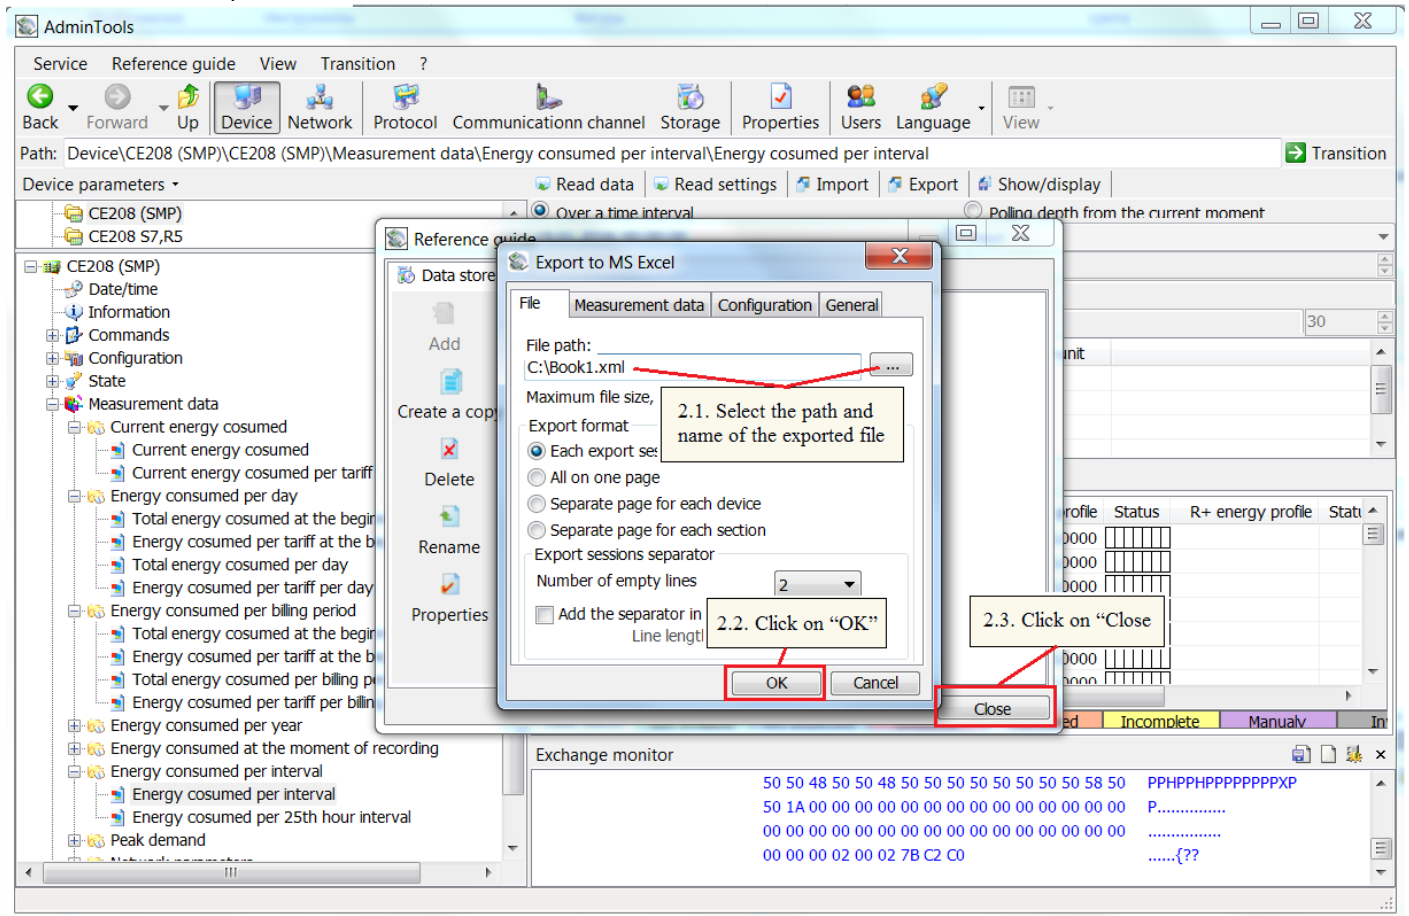 AdminTools
Service Reference guide View Transition ?
Back Forward Up Device Network Protocol Communicationn channel Storage Properties Users Language View
Path: Device\CE208 (SMP)\CE208 (SMP)\Measurement data\Energy consumed per interval\Energy cosumed per interval Transition
Device parameters Read data Read settings Import Export Show/display
CE208 (SMP)
CE208 S7,R5
Over a time interval Polling depth from the current moment
CE208 (SMP)
Date/time
Information
Commands
Configuration
State
Measurement data
Current energy cosumed
Current energy cosumed
Current energy cosumed per tariff
Energy consumed per day
Total energy cosumed at the begir
Energy cosumed per tariff at the b
Total energy cosumed per day
Energy cosumed per tariff per day
Energy consumed per billing period
Total energy cosumed at the begir
Energy cosumed per tariff at the b
Total energy cosumed per billing pe
Energy cosumed per tariff per billin
Energy consumed per year
Energy consumed at the moment of recording
Energy consumed per interval
Energy cosumed per interval
Energy cosumed per 25th hour interval
Peak demand
Reference guide
Data store
Add
Create a copy
Delete
Rename
Properties
Export to MS Excel
File Measurement data Configuration General
File path:
C:\Book1.xml ...
Maximum file size,
2.1. Select the path and
name of the exported file
Export format
Each export ses
All on one page
Separate page for each device
Separate page for each section
Export sessions separator
Number of empty lines 2
Add the separator in
Line lengtl
2.2. Click on “OK”
OK Cancel
2.3. Click on “Close
Close
30
unit
rofile Status R+ energy profile Statu
0000
0000
0000
0000
0000
ed Incomplete Manualy In
Exchange monitor
50 50 48 50 50 48 50 50 50 50 50 50 50 50 58 50 PPHPPHPPPPPPPPXP
50 1A 00 00 00 00 00 00 00 00 00 00 00 00 00 00 P..............
00 00 00 00 00 00 00 00 00 00 00 00 00 00 00 00 ................
00 00 00 02 00 02 7B C2 C0 ......{??